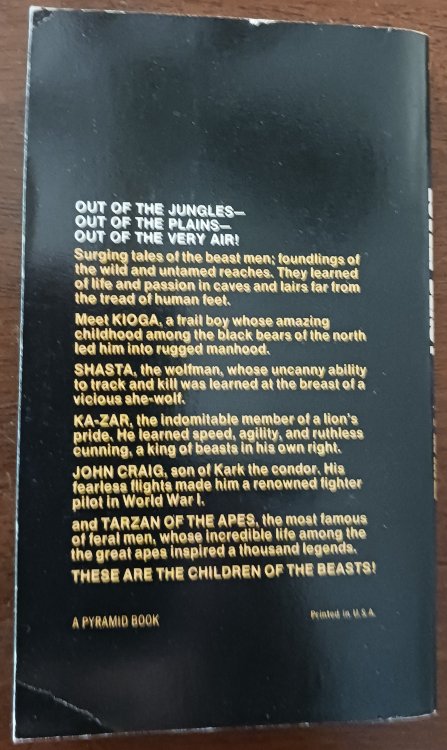 OUT OF THE JUNGLES—
OUT OF THE PLAINS—
OUT OF THE VERY AIR!
Surging tales of the beast men; foundlings of
the wild and untamed reaches. They learned
of life and passion in caves and lairs far from
the tread of human feet.
Meet KIOGA, a frail boy whose amazing
childhood among the black bears of the north
led him into rugged manhood.
SHASTA, the wolfman, whose uncanny ability
to track and kill was learned at the breast of a
vicious she-wolf.
KA-ZAR, the indomitable member of a lion's
pride. He learned speed, agility, and ruthless
cunning, a king of beasts in his own right.
JOHN CRAIG, son of Kark the condor. His
fearless flights made him a renowned fighter
pilot in World War I.
and TARZAN OF THE APES, the most famous
of feral men, whose incredible life among the
the great apes inspired a thousand legends.
THESE ARE THE CHILDREN OF THE BEASTS!
A PYRAMID BOOK
Printed in U.S.A.